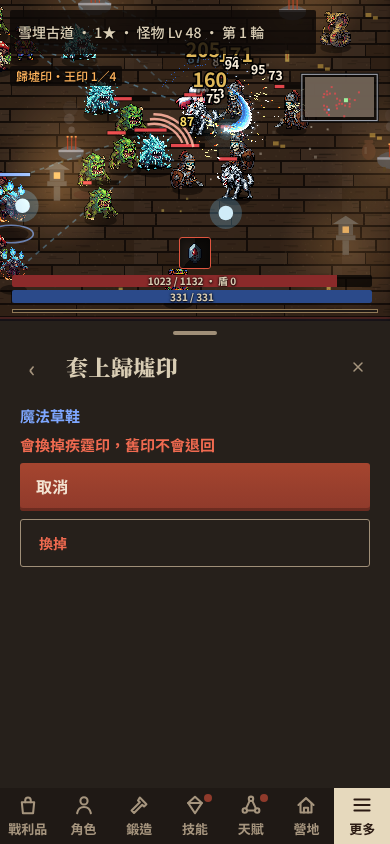 雪埋古道 • 1★ • 怪物 Lv 48 • 第 1 輪
歸墟印・王印 1／4
205
171
94
95
73
160
75
87
1023 / 1132 • 盾 0
331 / 331
‹ 套上歸墟印 ×
魔法草鞋
會換掉疾霆印，舊印不會退回
取消
換掉
戰利品
角色
鍛造
技能
天賦
營地
更多